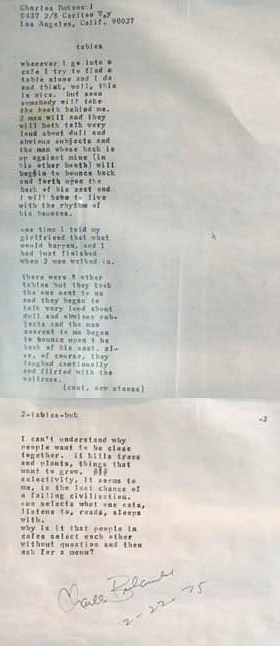 Charles Bukowski
5437 2/5 Carlton Way
Los Angeles, Calif. 90027
tables
whenever I go into a
cafe I try to find a
table alone and I do
and think, well, this
is nice. but soon
somebody will take
the booth behind me.
2 men will and they
will both talk very
loud about dull and
obvious subjects and
the man whose back is
up against mine (in
his other booth) will
begin to bounce back
and forth upon the
back of his seat and
I will have to live
with the rhythm of
his bounces.
one time I told my
girlfriend that what
would happen, and I
had just finished
when 2 men walked in.
there were 9 other
tables but they took
the one next to us
and they began to
talk very loud about
dull and obvious sub-
jects and the man
nearest to me began
to bounce upon t he
back of his seat. al-
so, of course, they
laughed continually
and flirted with the
waitress.
(cont. new stanza)
2-tables-buk
-2
I can't understand why
people want to be close
together. it kills trees
and plants, things that
want to grow.
selectivity, it seems to
me, is the last chance of
a failing civilization.
one selects what one eats,
listens to, reads, sleeps
with.
why is it that people in
cafes select each other
without question and then
ask for a menu?
Charles Bukowski
2-22-75